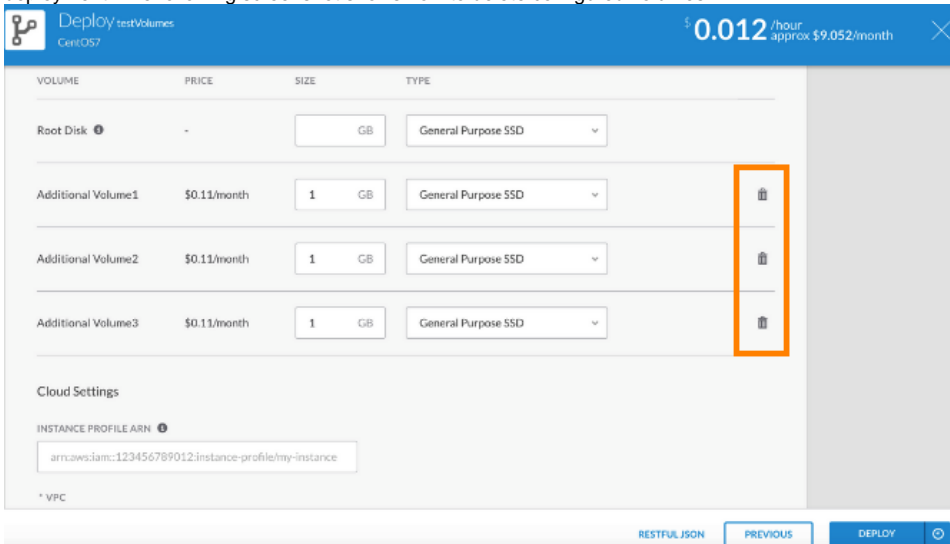 Deploy testVolumes
CentOS7
$ 0.012 /hour approx $9.052/month
VOLUME PRICE SIZE TYPE
Root Disk - GB General Purpose SSD
Additional Volume1 $0.11/month 1 GB General Purpose SSD
Additional Volume2 $0.11/month 1 GB General Purpose SSD
Additional Volume3 $0.11/month 1 GB General Purpose SSD
Cloud Settings
INSTANCE PROFILE ARN
arn:aws:iam::123456789012:instance-profile/my-instance
* VPC
RESTFUL JSON PREVIOUS DEPLOY